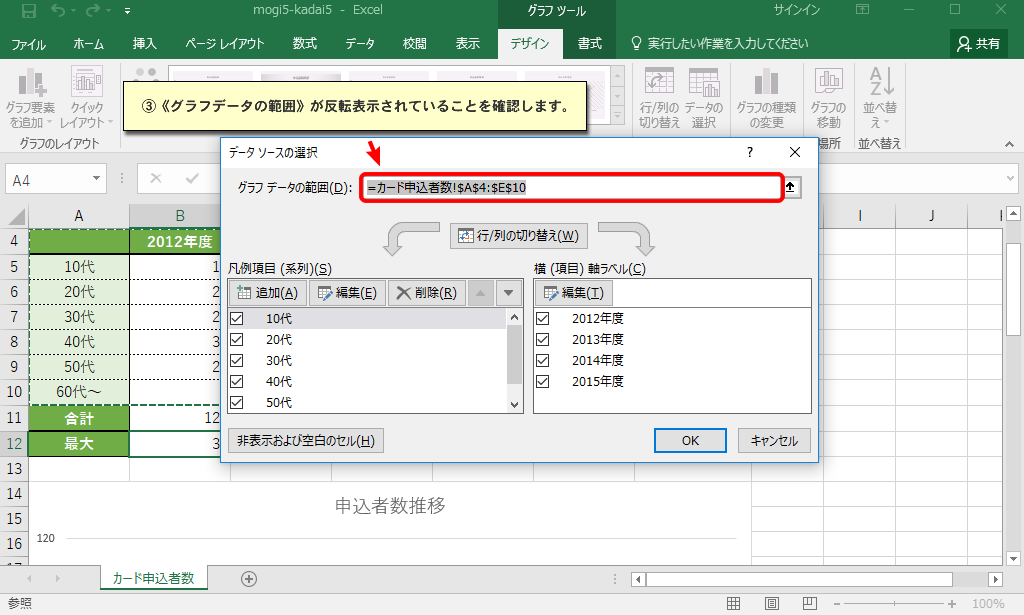 mogi5-kadai5 - Excel
グラフ ツール
サインイン
ファイル ホーム 挿入 ページ レイアウト 数式 データ 校閲 表示 デザイン 書式 実行したい作業を入力してください 共有
グラフ要素を追加
クイックレイアウト
グラフのレイアウト
行/列の切り替え
データの選択
グラフの種類の変更
グラフの移動
場所
並べ替え
並べ替え
③《グラフデータの範囲》が反転表示されていることを確認します。
A4
データ ソースの選択
?
グラフ データの範囲(D):
=カード申込者数!$A$4:$E$10
行/列の切り替え(W)
凡例項目 (系列)(S)
追加(A) 編集(E) 削除(R)
10代
20代
30代
40代
50代
横 (項目) 軸ラベル(C)
編集(T)
2012年度
2013年度
2014年度
2015年度
非表示および空白のセル(H)
OK
キャンセル
A B I J
4 2012年度
5 10代 1
6 20代 2
7 30代 2
8 40代 3
9 50代 2
10 60代～
11 合計 12
12 最大 3
13
14
15
16
申込者数推移
120
カード申込者数
参照
100%